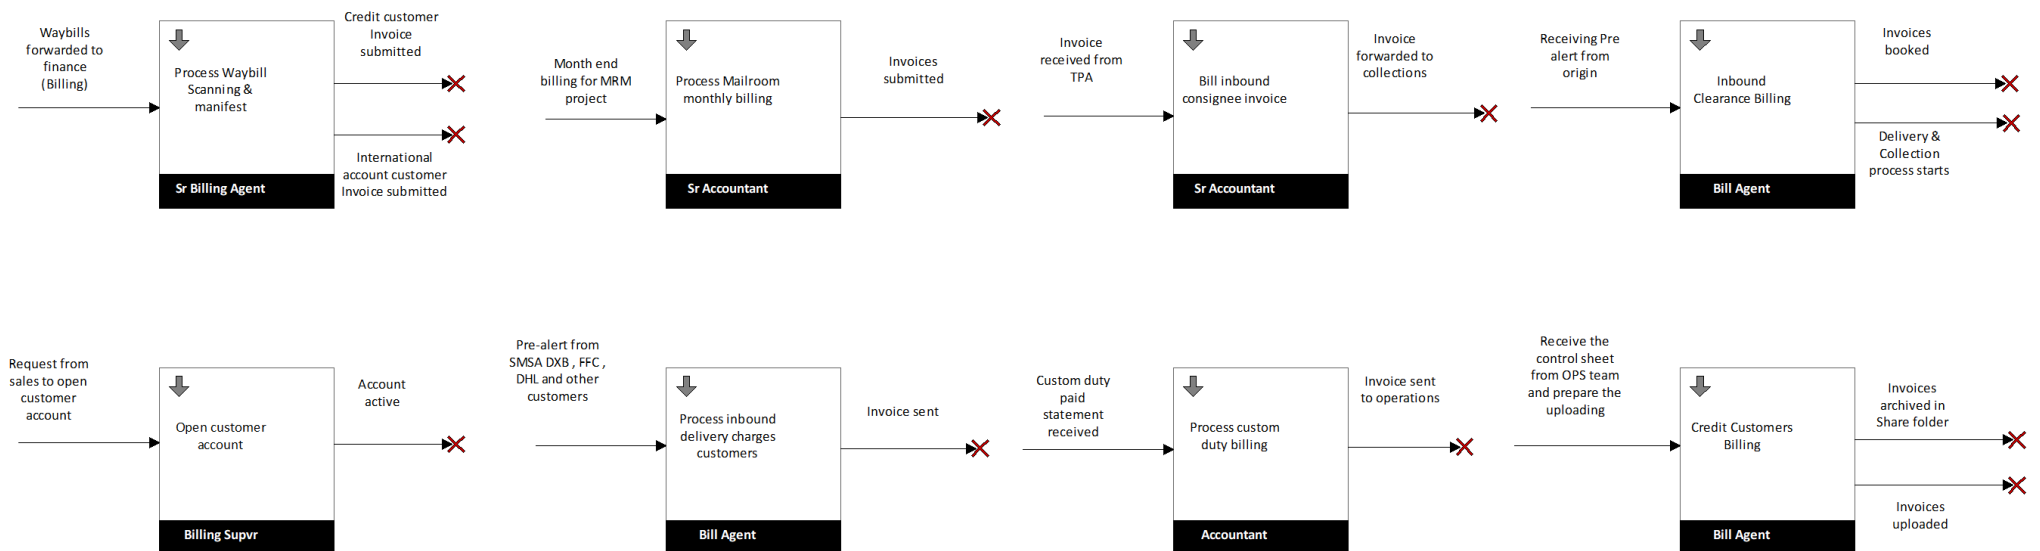 Waybills
forwarded to
finance
(Billing)
Process Waybill
Scanning &
manifest
Sr Billing Agent
Credit customer
Invoice
submitted
International
account customer
Invoice submitted
Month end
billing for MRM
project
Process Mailroom
monthly billing
Sr Accountant
Invoices
submitted
Invoice
received from
TPA
Bill inbound
consignee invoice
Sr Accountant
Invoice
forwarded to
collections
Receiving Pre
alert from
origin
Inbound
Clearance Billing
Bill Agent
Invoices
booked
Delivery &
Collection
process starts
Request from
sales to open
customer
account
Open customer
account
Billing Supvr
Account
active
Pre-alert from
SMSA DXB , FFC ,
DHL and other
customers
Process inbound
delivery charges
customers
Bill Agent
Invoice sent
Custom duty
paid
statement
received
Process custom
duty billing
Accountant
Invoice sent
to operations
Receive the
control sheet
from OPS team
and prepare the
uploading
Credit Customers
Billing
Bill Agent
Invoices
archived in
Share folder
Invoices
uploaded